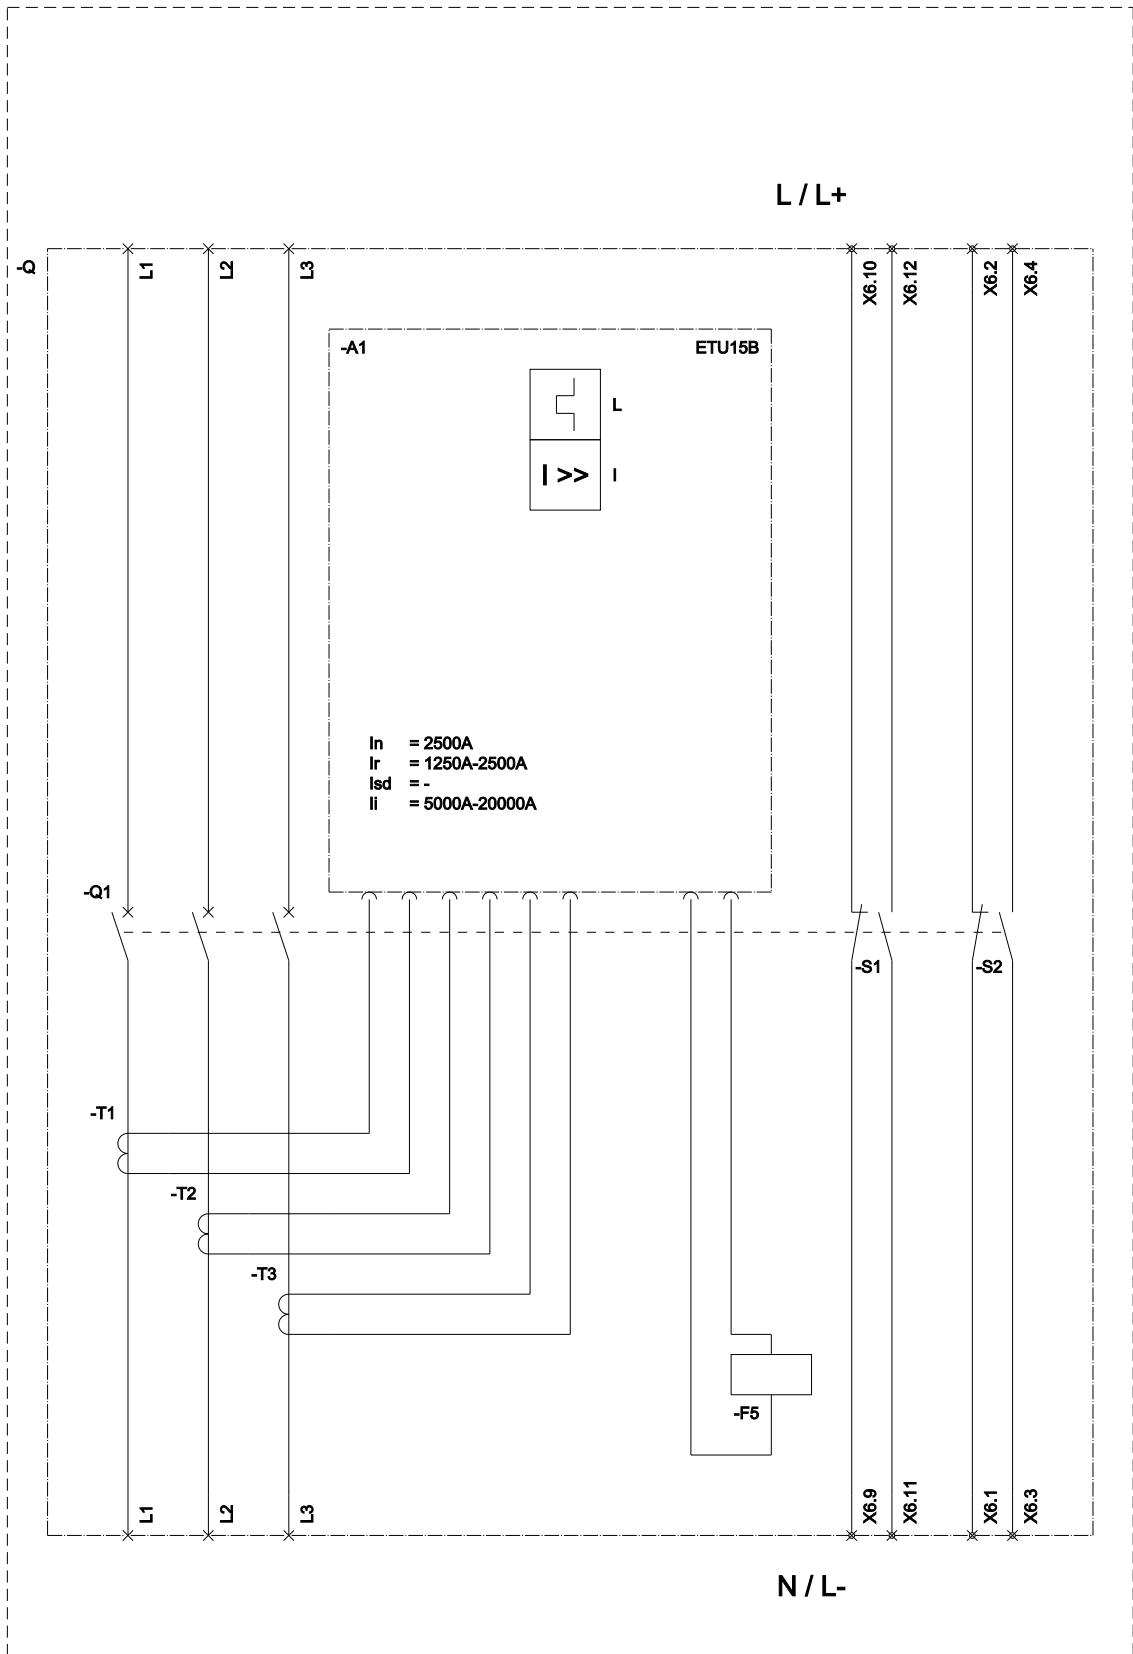 L / L+
-Q
L1
L2
L3
X6.10
X6.12
X6.2
X6.4
-A1
ETU15B
L
I >>
I
In = 2500A
Ir = 1250A-2500A
Isd = -
Ii = 5000A-20000A
-Q1
-S1
-S2
-T1
-T2
-T3
-F5
L1
L2
L3
X6.9
X6.11
X6.1
X6.3
N / L-